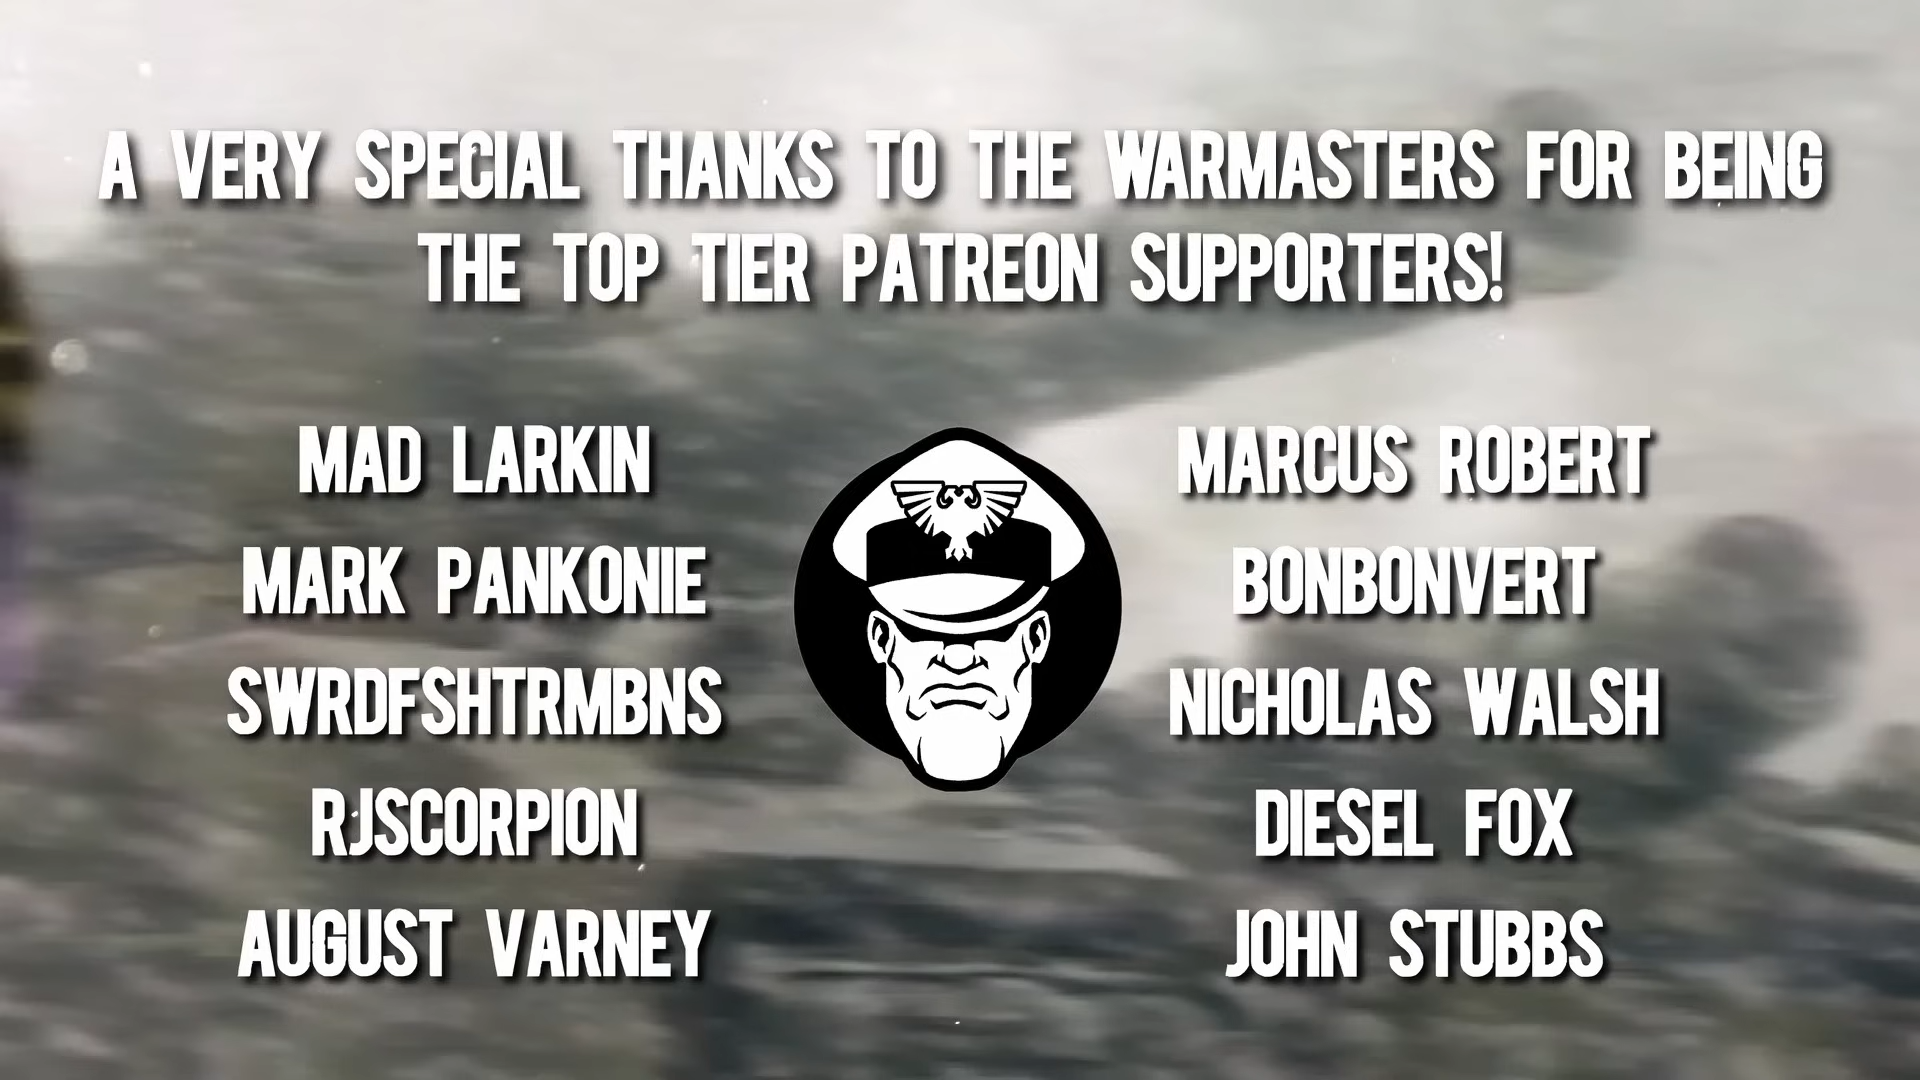 A VERY SPECIAL THANKS TO THE WARMASTERS FOR BEING
THE TOP TIER PATREON SUPPORTERS!
MAD LARKIN
MARK PANKONIE
SWRDFSHTRMBNS
RJSCORPION
AUGUST VARNEY
MARCUS ROBERT
BONBONVERT
NICHOLAS WALSH
DIESEL FOX
JOHN STUBBS